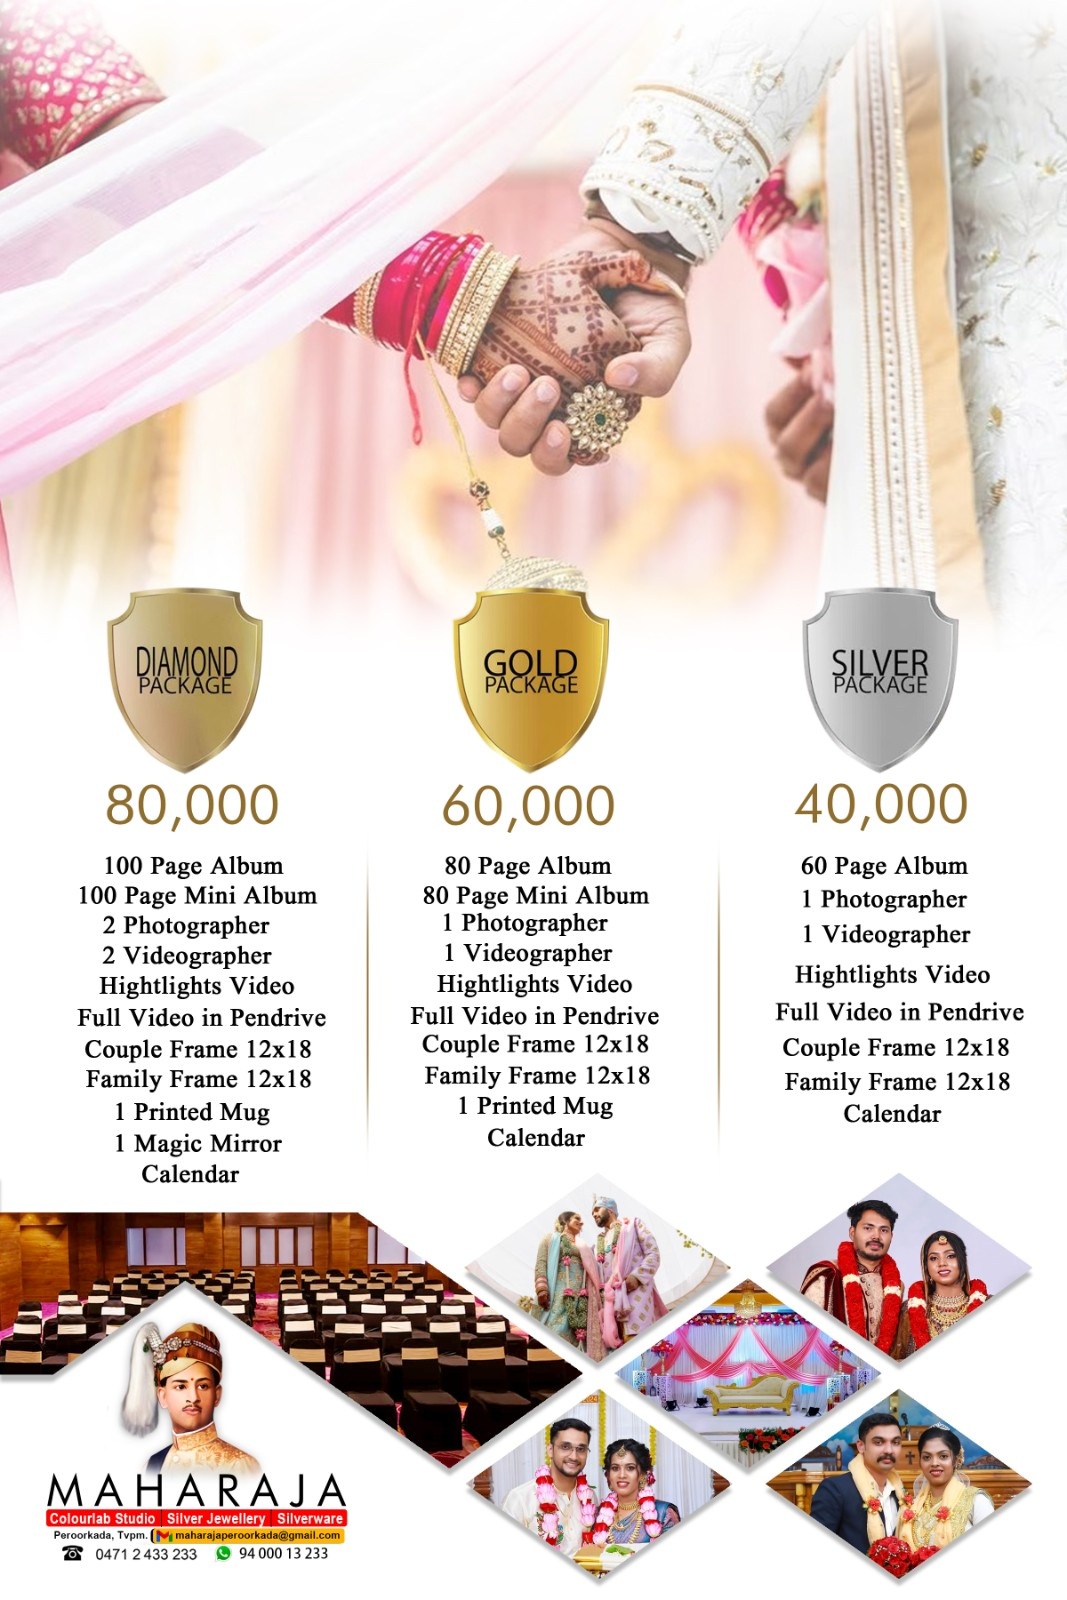 DIAMOND
PACKAGE
80,000
100 Page Album
100 Page Mini Album
2 Photographer
2 Videographer
Hightlights Video
Full Video in Pendrive
Couple Frame 12x18
Family Frame 12x18
1 Printed Mug
1 Magic Mirror
Calendar
GOLD
PACKAGE
60,000
80 Page Album
80 Page Mini Album
1 Photographer
1 Videographer
Hightlights Video
Full Video in Pendrive
Couple Frame 12x18
Family Frame 12x18
1 Printed Mug
Calendar
SILVER
PACKAGE
40,000
60 Page Album
1 Photographer
1 Videographer
Hightlights Video
Full Video in Pendrive
Couple Frame 12x18
Family Frame 12x18
Calendar
MAHARAJA
Colourlab Studio Silver Jewellery Silverware
Peroorkada, Tvpm. maharajaperoorkada@gmail.com
0471 2 433 233 94 000 13 233